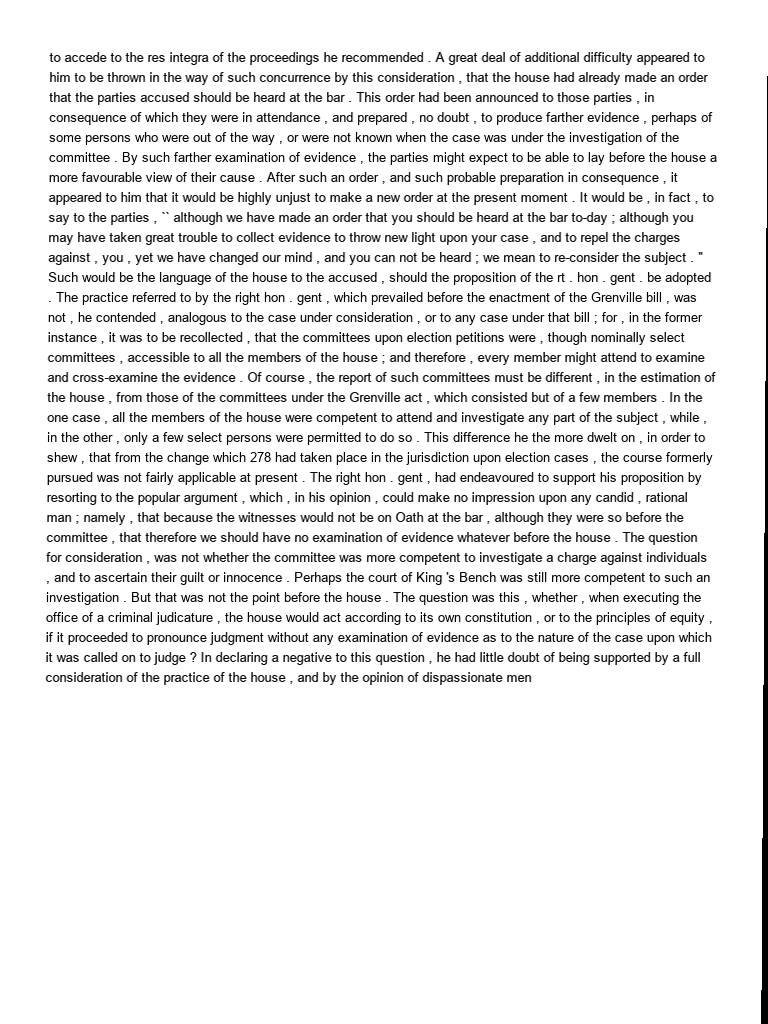 to accede to the res integra of the proceedings he recommended . A great deal of additional difficulty appeared to
him to be thrown in the way of such concurrence by this consideration , that the house had already made an order
that the parties accused should be heard at the bar . This order had been announced to those parties , in
consequence of which they were in attendance , and prepared , no doubt , to produce farther evidence , perhaps of
some persons who were out of the way , or were not known when the case was under the investigation of the
committee . By such farther examination of evidence , the parties might expect to be able to lay before the house a
more favourable view of their cause . After such an order , and such probable preparation in consequence , it
appeared to him that it would be highly unjust to make a new order at the present moment . It would be , in fact , to
say to the parties , `` although we have made an order that you should be heard at the bar to-day ; although you
may have taken great trouble to collect evidence to throw new light upon your case , and to repel the charges
against , you , yet we have changed our mind , and you can not be heard ; we mean to re-consider the subject . "
Such would be the language of the house to the accused , should the proposition of the rt . hon . gent . be adopted
. The practice referred to by the right hon . gent , which prevailed before the enactment of the Grenville bill , was
not , he contended , analogous to the case under consideration , or to any case under that bill ; for , in the former
instance , it was to be recollected , that the committees upon election petitions were , though nominally select
committees , accessible to all the members of the house ; and therefore , every member might attend to examine
and cross-examine the evidence . Of course , the report of such committees must be different , in the estimation of
the house , from those of the committees under the Grenville act , which consisted but of a few members . In the
one case , all the members of the house were competent to attend and investigate any part of the subject , while ,
in the other , only a few select persons were permitted to do so . This difference he the more dwelt on , in order to
shew , that from the change which 278 had taken place in the jurisdiction upon election cases , the course formerly
pursued was not fairly applicable at present . The right hon . gent , had endeavoured to support his proposition by
resorting to the popular argument , which , in his opinion , could make no impression upon any candid , rational
man ; namely , that because the witnesses would not be on Oath at the bar , although they were so before the
committee , that therefore we should have no examination of evidence whatever before the house . The question
for consideration , was not whether the committee was more competent to investigate a charge against individuals
, and to ascertain their guilt or innocence . Perhaps the court of King 's Bench was still more competent to such an
investigation . But that was not the point before the house . The question was this , whether , when executing the
office of a criminal judicature , the house would act according to its own constitution , or to the principles of equity ,
if it proceeded to pronounce judgment without any examination of evidence as to the nature of the case upon which
it was called on to judge ? In declaring a negative to this question , he had little doubt of being supported by a full
consideration of the practice of the house , and by the opinion of dispassionate men